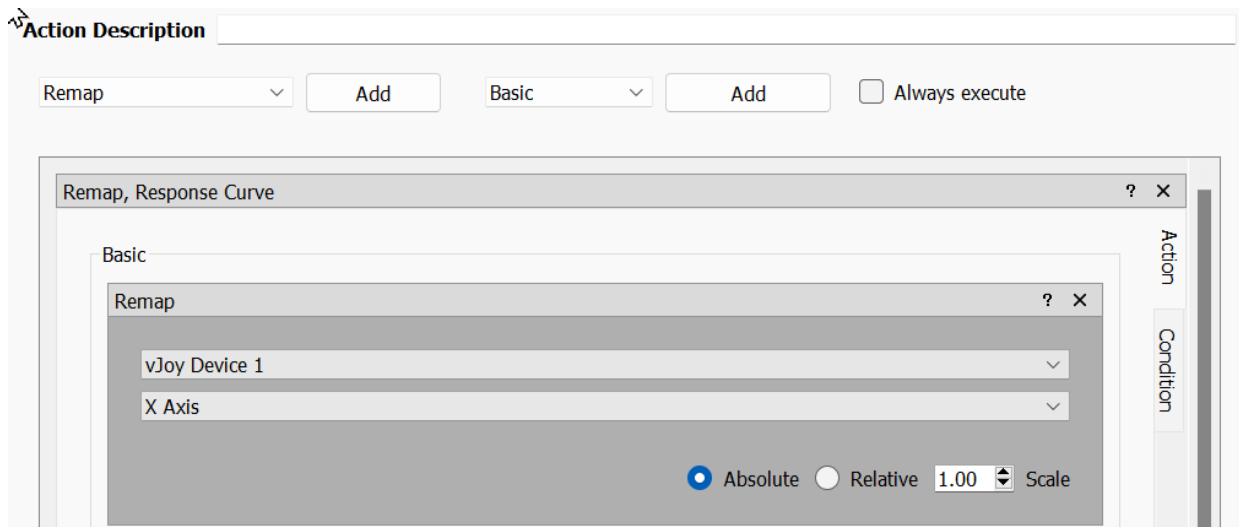 Action Description
Remap Add Basic Add Always execute
Remap, Response Curve ? ×
Action
Basic
Remap ? ×
vJoy Device 1
Condition
X Axis
Absolute Relative 1.00 Scale